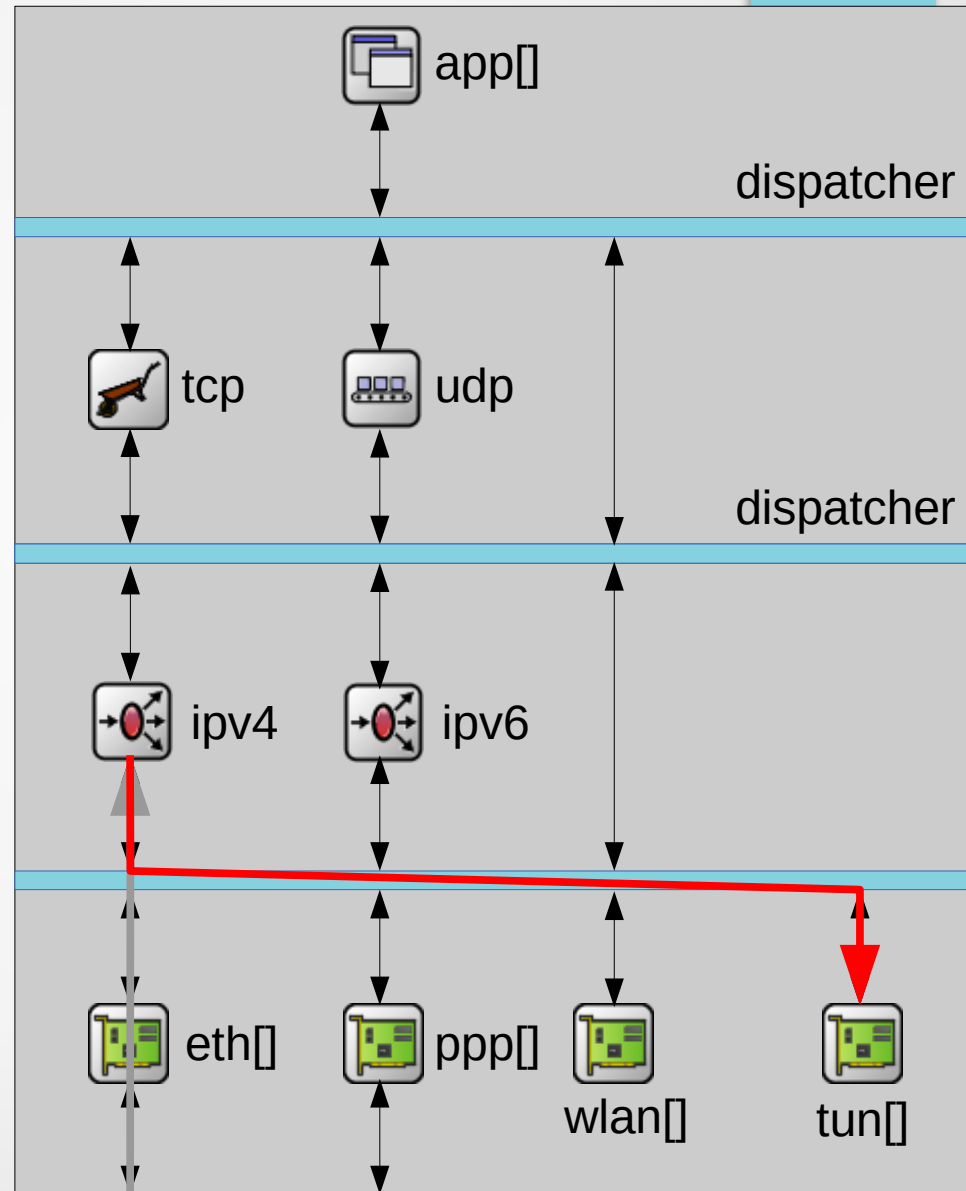 app[]
dispatcher
tcp
udp
dispatcher
ipv4
ipv6
eth[]
ppp[]
wlan[]
tun[]